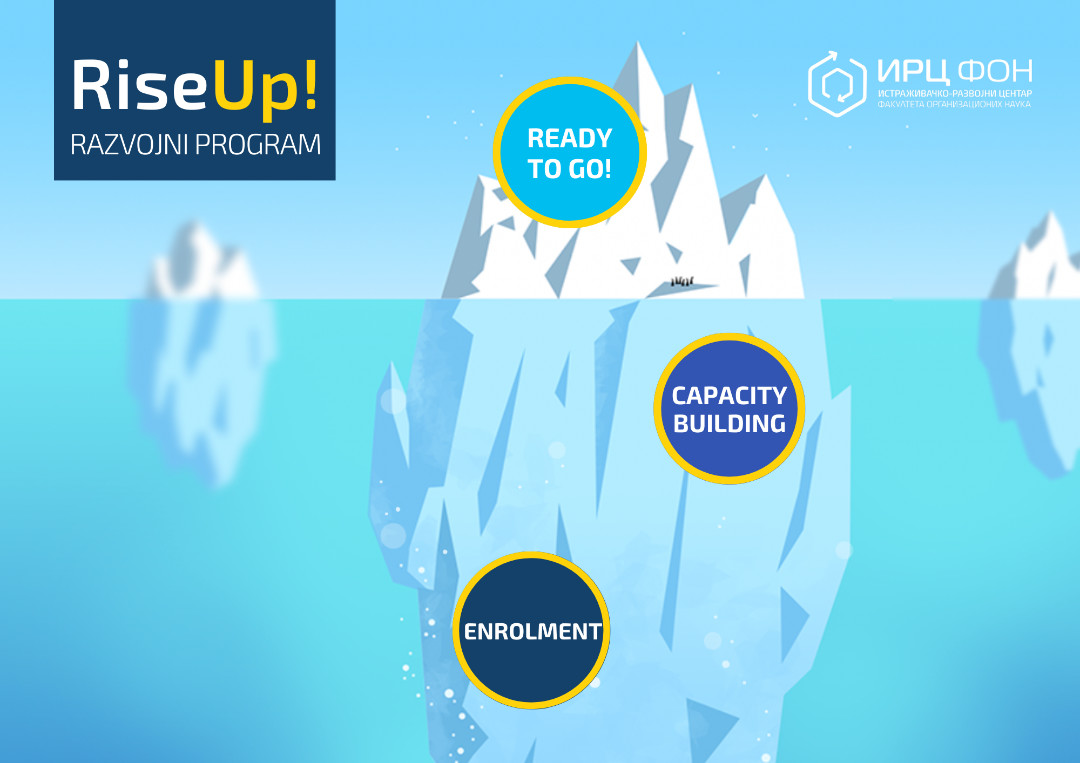 RiseUp!
RAZVOJNI PROGRAM
ИРЦ ФОН
ИСТРАЖИВАЧКО-РАЗВОЈНИ ЦЕНТАР
ФАКУЛТЕТА ОРГАНИЗАЦИОНИХ НАУКА
READY
TO GO!
CAPACITY
BUILDING
ENROLMENT